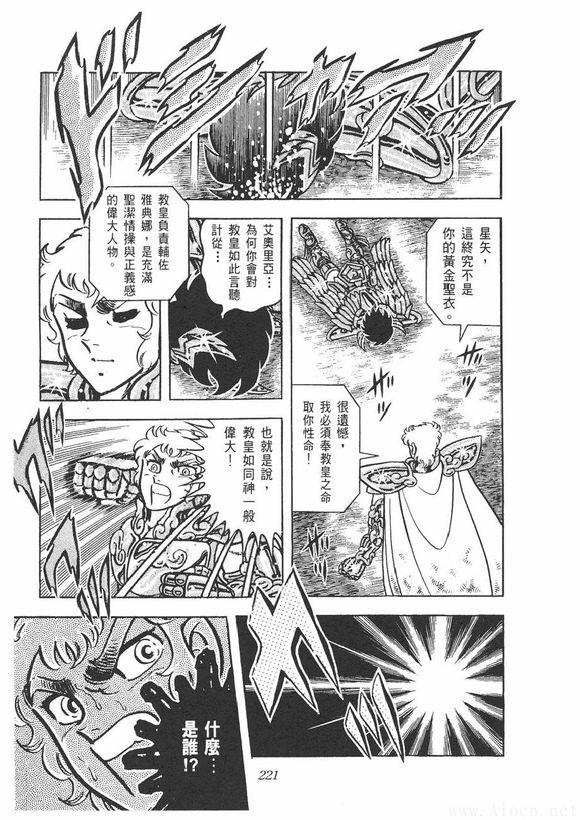 ドシャアッ
星矢，
這終究不是
你的黃金聖衣。
很遺憾，
我必須奉教皇之命
取你性命！
艾奧里亞…
為何你會對
教皇如此言聽
計從…
教皇負責輔佐
雅典娜，是充滿
聖潔情操與正義感
的偉大人物。
也就是說，
教皇如同神一般
偉大！
什麼…
是誰!?
221
www.Aiocn.net